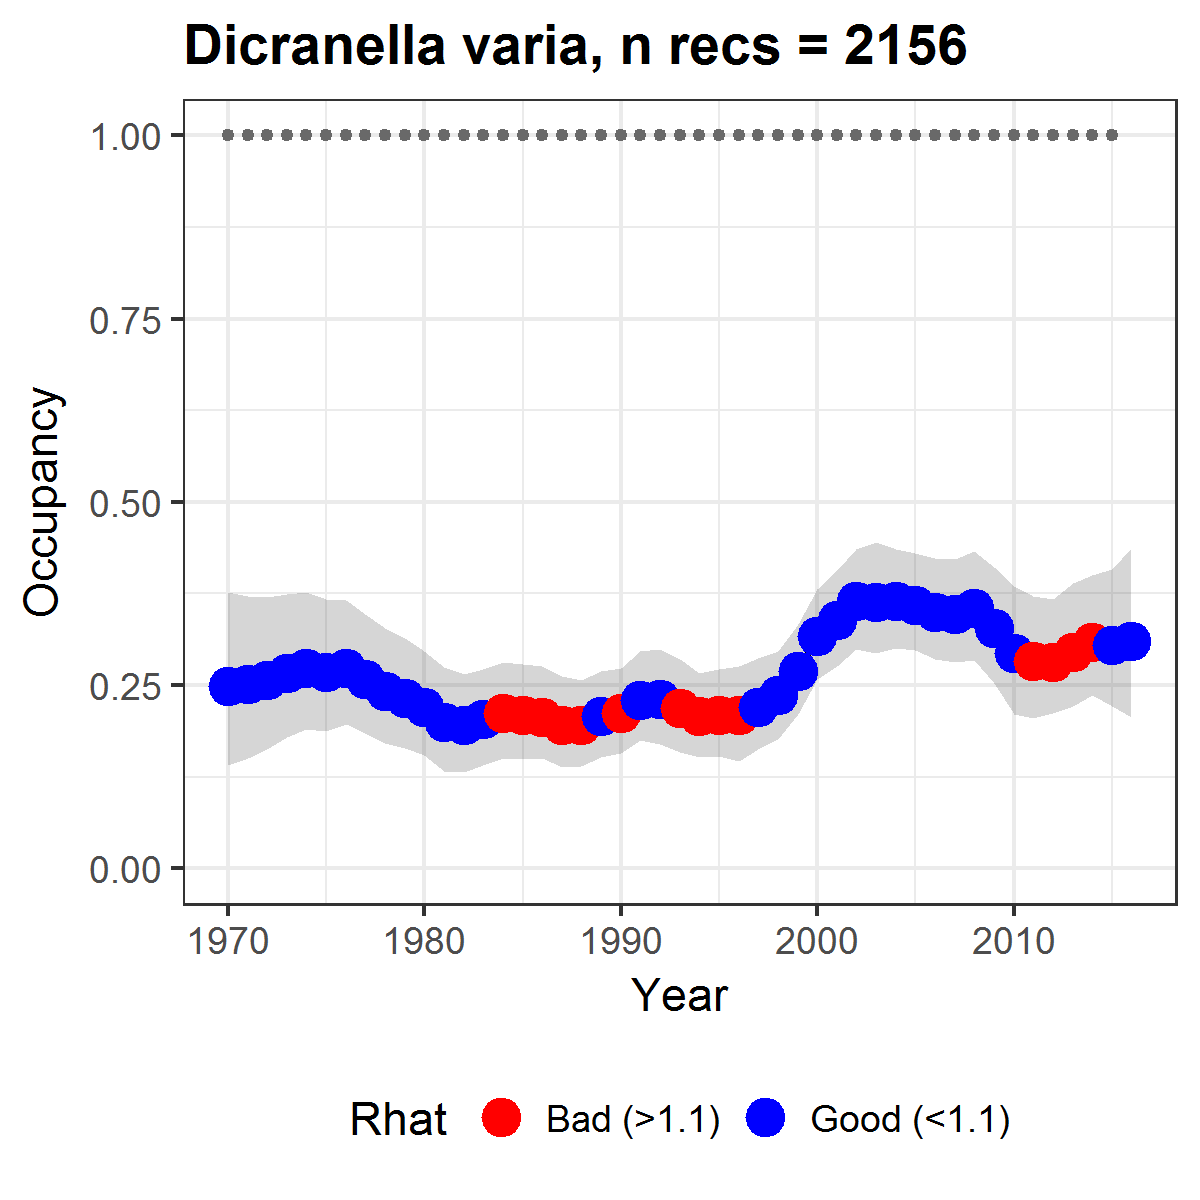 Dicranella varia, n recs = 2156
1.00
0.75
0.50
0.25
0.00
Occupancy
1970 1980 1990 2000 2010
Year
Rhat Bad (>1.1) Good (<1.1)